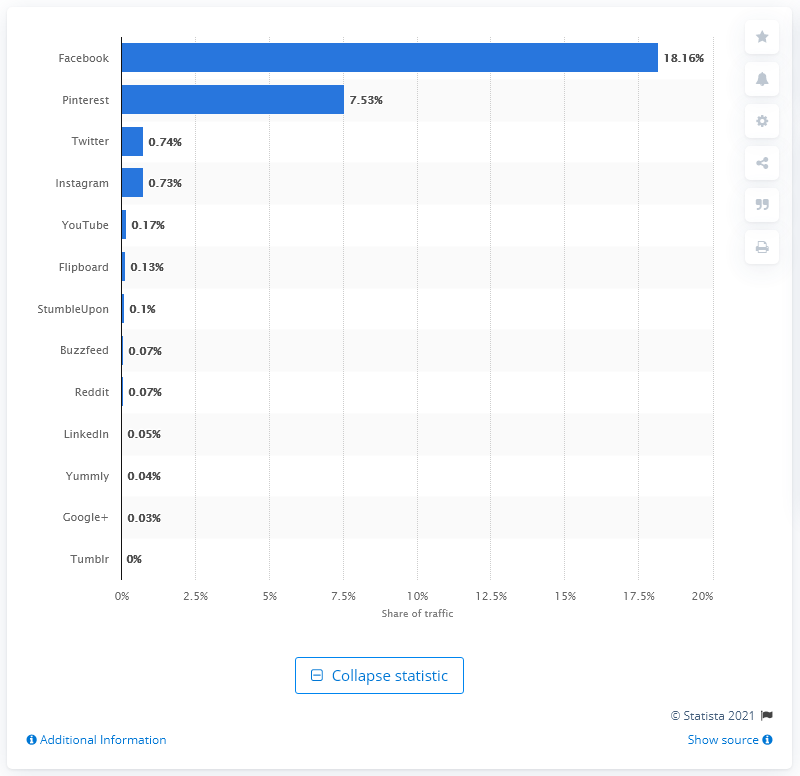 Facebook 18.16%
Pinterest 7.53%
Twitter 0.74%
Instagram 0.73%
YouTube 0.17%
Flipboard 0.13%
StumbleUpon 0.1%
Buzzfeed 0.07%
Reddit 0.07%
LinkedIn 0.05%
Yummly 0.04%
Google+ 0.03%
Tumblr 0%
0% 2.5% 5% 7.5% 10% 12.5% 15% 17.5% 20%
Share of traffic
Collapse statistic
© Statista 2021
Additional Information Show source